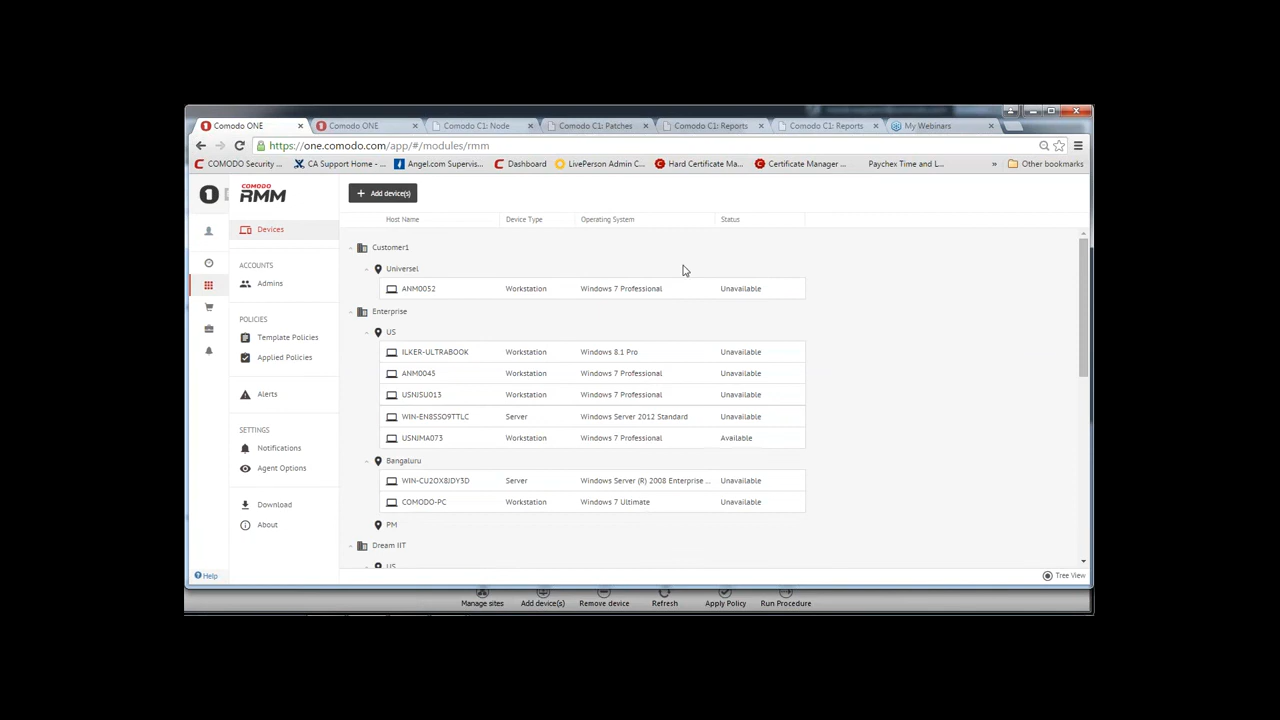 Comodo ONE
Comodo ONE
Comodo C1: Node
Comodo C1: Patches
Comodo C1: Reports
Comodo C1: Reports
My Webinars
https://one.comodo.com/app/#/modules/rmm
COMODO Security ...
CA Support Home - ...
Angel.com Supervis...
Dashboard
LivePerson Admin C...
Hard Certificate Ma...
Certificate Manager ...
Paychex Time and L...
»
Other bookmarks
1
COMODO
RMM
Devices
ACCOUNTS
Admins
POLICIES
Template Policies
Applied Policies
Alerts
SETTINGS
Notifications
Agent Options
Download
About
Help
+ Add device(s)
Host Name Device Type Operating System Status
Customer1
Universel
ANM0052 Workstation Windows 7 Professional Unavailable
Enterprise
US
ILKER-ULTRABOOK Workstation Windows 8.1 Pro Unavailable
ANM0045 Workstation Windows 7 Professional Unavailable
USNJSU013 Workstation Windows 7 Professional Unavailable
WIN-EN8SSO9TTLC Server Windows Server 2012 Standard Unavailable
USNJMA073 Workstation Windows 7 Professional Available
Bangaluru
WIN-CU2OX8JDY3D Server Windows Server (R) 2008 Enterprise ... Unavailable
COMODO-PC Workstation Windows 7 Ultimate Unavailable
PM
Dream IIT
US
Tree View
Manage sites Add device(s) Remove device Refresh Apply Policy Run Procedure